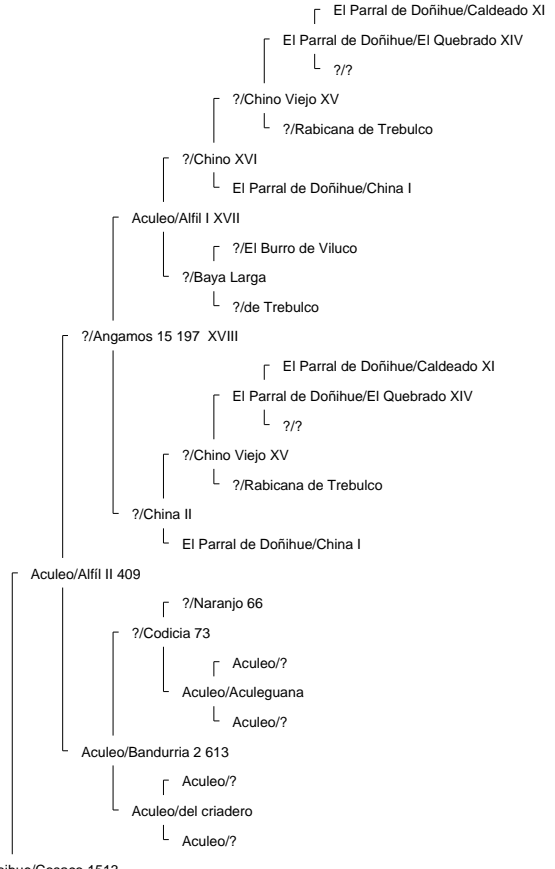 El Parral de Doñihue/Caldeado XI
El Parral de Doñihue/El Quebrado XIV
?/?
?/Chino Viejo XV
?/Rabicana de Trebulco
?/Chino XVI
El Parral de Doñihue/China I
Aculeo/Alfil I XVII
?/El Burro de Viluco
?/Baya Larga
?/de Trebulco
?/Angamos 15 197 XVIII
El Parral de Doñihue/Caldeado XI
El Parral de Doñihue/El Quebrado XIV
?/?
?/Chino Viejo XV
?/Rabicana de Trebulco
?/China II
El Parral de Doñihue/China I
Aculeo/Alfíl II 409
?/Naranjo 66
?/Codicia 73
Aculeo/?
Aculeo/Aculeguana
Aculeo/?
Aculeo/Bandurria 2 613
Aculeo/?
Aculeo/del criadero
Aculeo/?